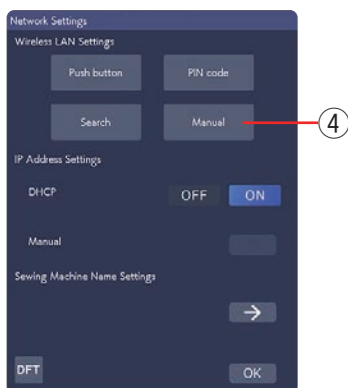 Network Settings
Wireless LAN Settings
Push button PIN code
Search Manual
④
IP Address Settings
DHCP OFF ON
Manual
Sewing Machine Name Settings
→
DFT OK